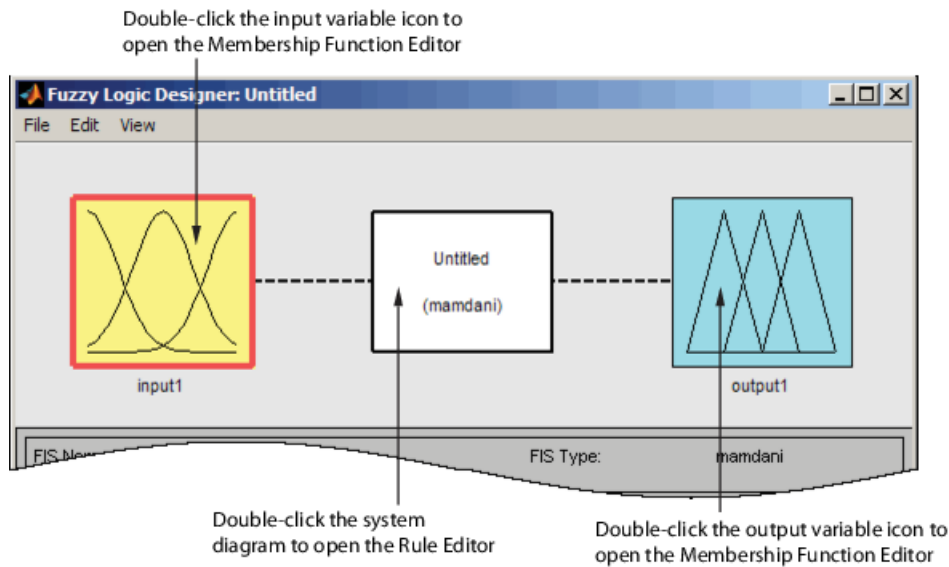 Double-click the input variable icon to
open the Membership Function Editor
Fuzzy Logic Designer: Untitled
File Edit View
Untitled
(mamdani)
input1
output1
FIS
FIS Type: mamdani
Double-click the system
diagram to open the Rule Editor
Double-click the output variable icon to
open the Membership Function Editor